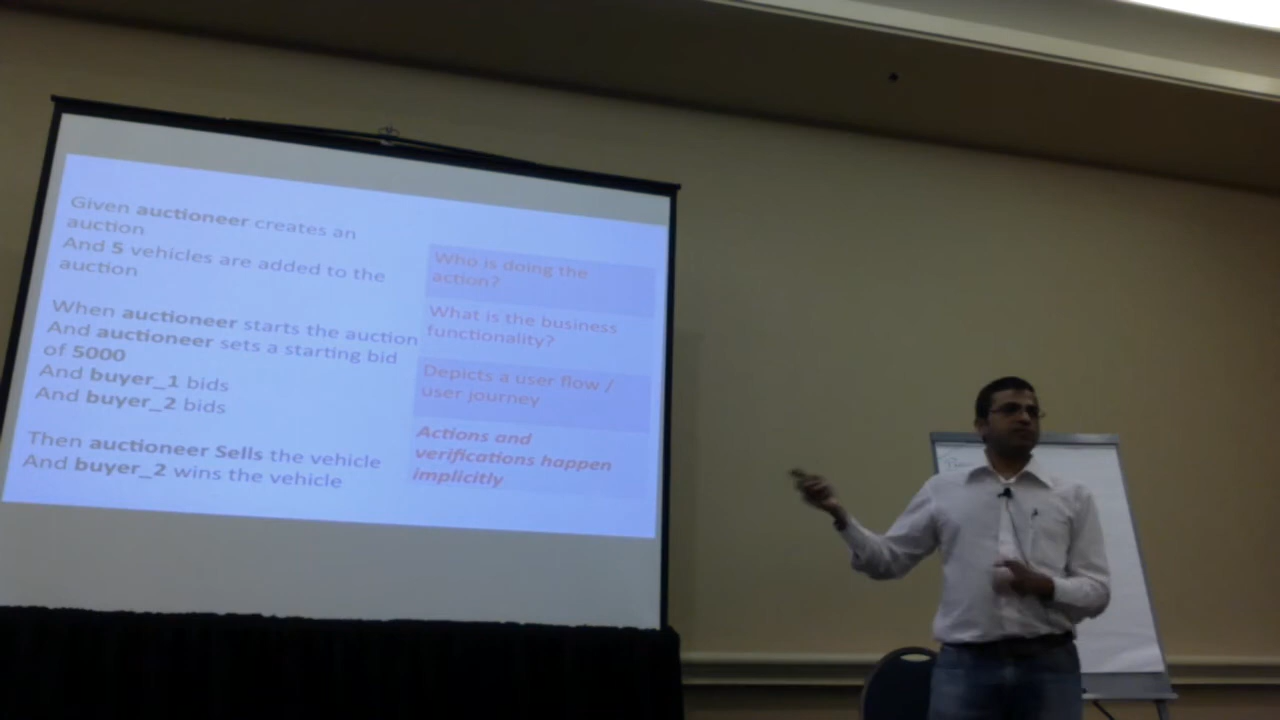 Given auctioneer creates an
auction
And 5 vehicles are added to the
auction
When auctioneer starts the auction
And auctioneer sets a starting bid
of 5000
And buyer_1 bids
And buyer_2 bids
Then auctioneer Sells the vehicle
And buyer_2 wins the vehicle
Who is doing the
action?
What is the business
functionality?
Depicts a user flow /
user journey
Actions and
verifications happen
implicitly